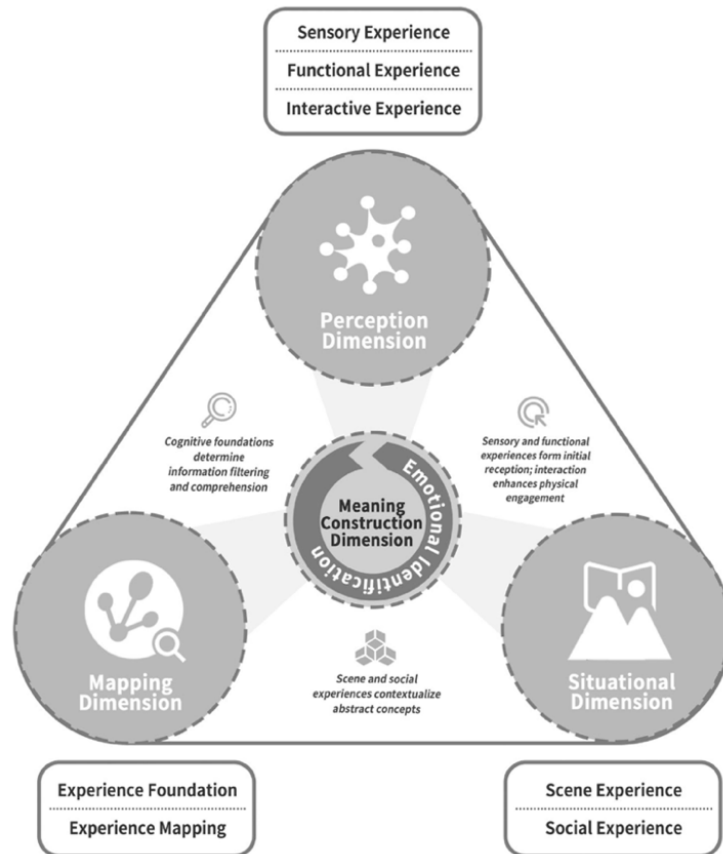 Sensory Experience
Functional Experience
Interactive Experience
Perception
Dimension
Cognitive foundations
determine
information filtering
and comprehension
Sensory and functional
experiences form initial
reception; interaction
enhances physical
engagement
Meaning
Construction
Dimension
Emotional Identification
Mapping
Dimension
Scene and social
experiences contextualize
abstract concepts
Situational
Dimension
Experience Foundation
Experience Mapping
Scene Experience
Social Experience